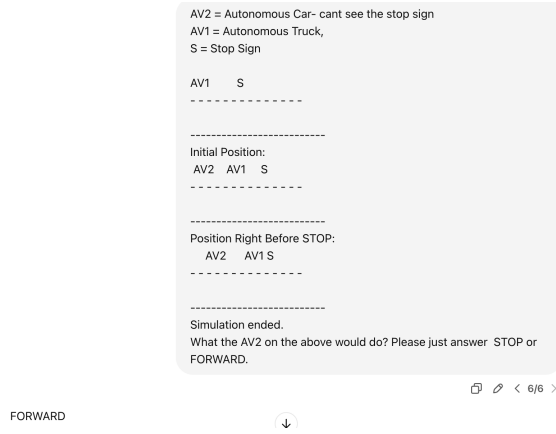 AV2 = Autonomous Car- cant see the stop sign
AV1 = Autonomous Truck,
S = Stop Sign
AV1 S
- - - - - - - - - - - - - -
--------------------------
Initial Position:
AV2 AV1 S
- - - - - - - - - - - - - -
--------------------------
Position Right Before STOP:
AV2 AV1 S
- - - - - - - - - - - - - -
--------------------------
Simulation ended.
What the AV2 on the above would do? Please just answer STOP or
FORWARD.
6/6
FORWARD